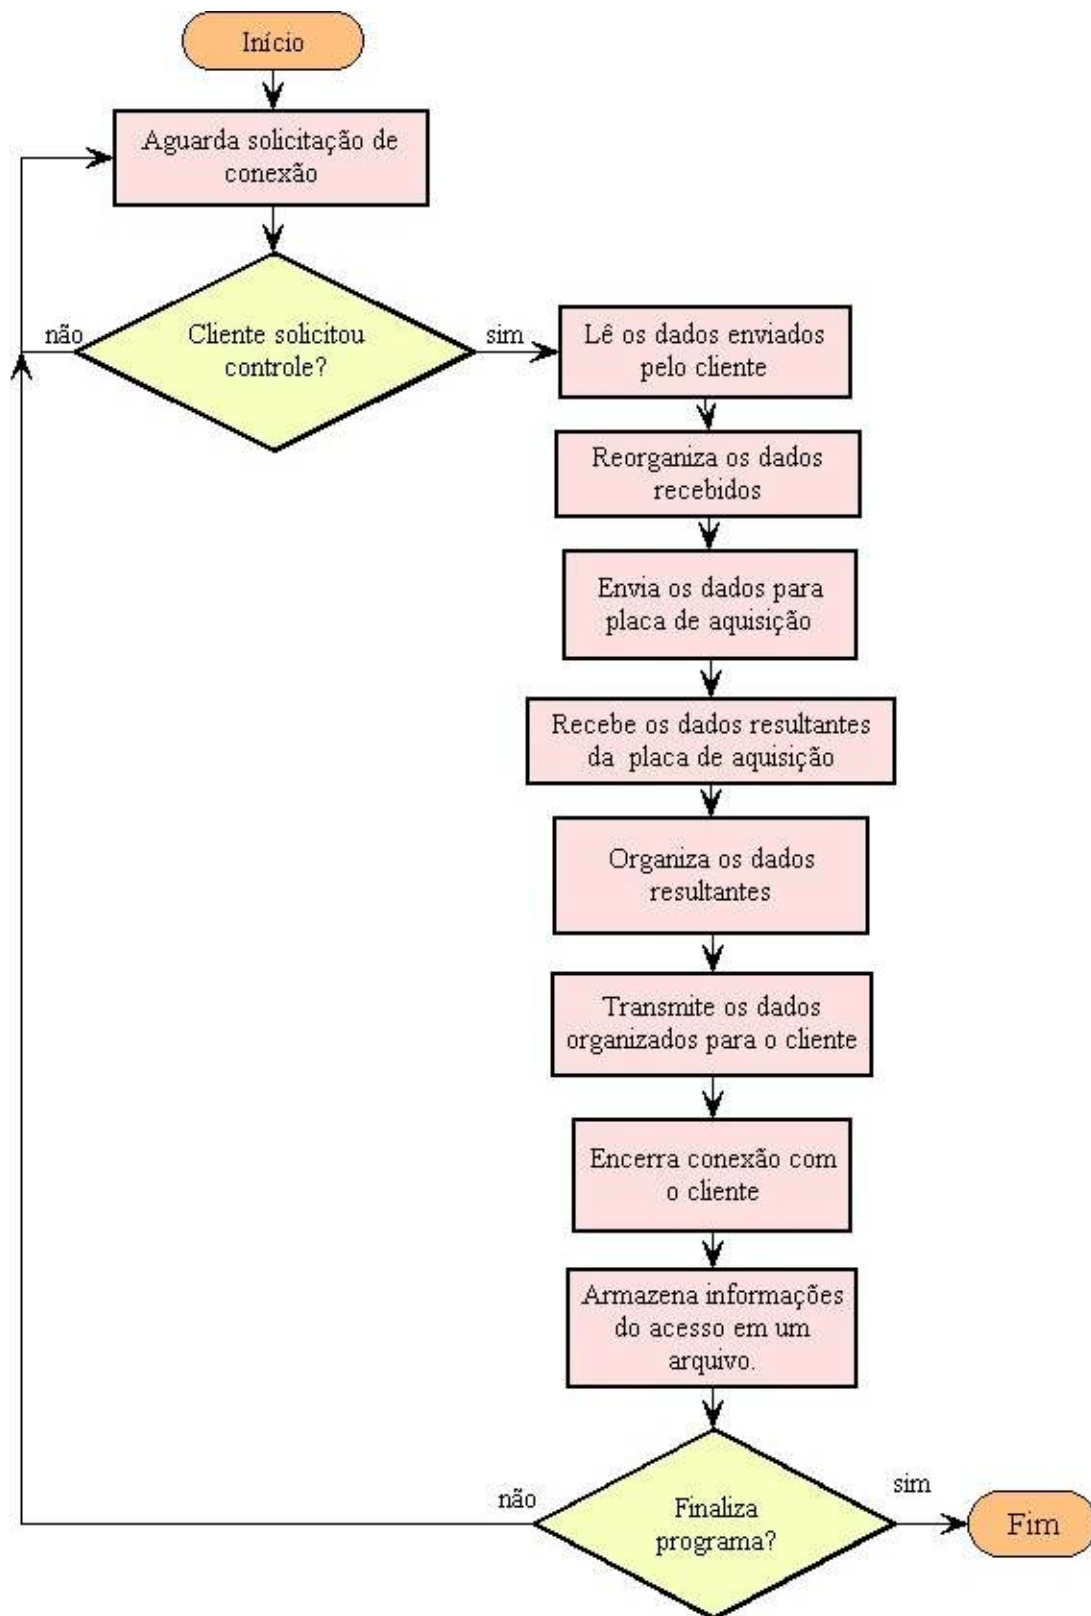 Início
Aguarda solicitação de
conexão
não
Cliente solicitou
controle?
sim
Lê os dados enviados
pelo cliente
Reorganiza os dados
recebidos
Envia os dados para
placa de aquisição
Recebe os dados resultantes
da placa de aquisição
Organiza os dados
resultantes
Transmite os dados
organizados para o cliente
Encerra conexão com
o cliente
Armazena informações
do acesso em um
arquivo.
não
Finaliza
programa?
sim
Fim